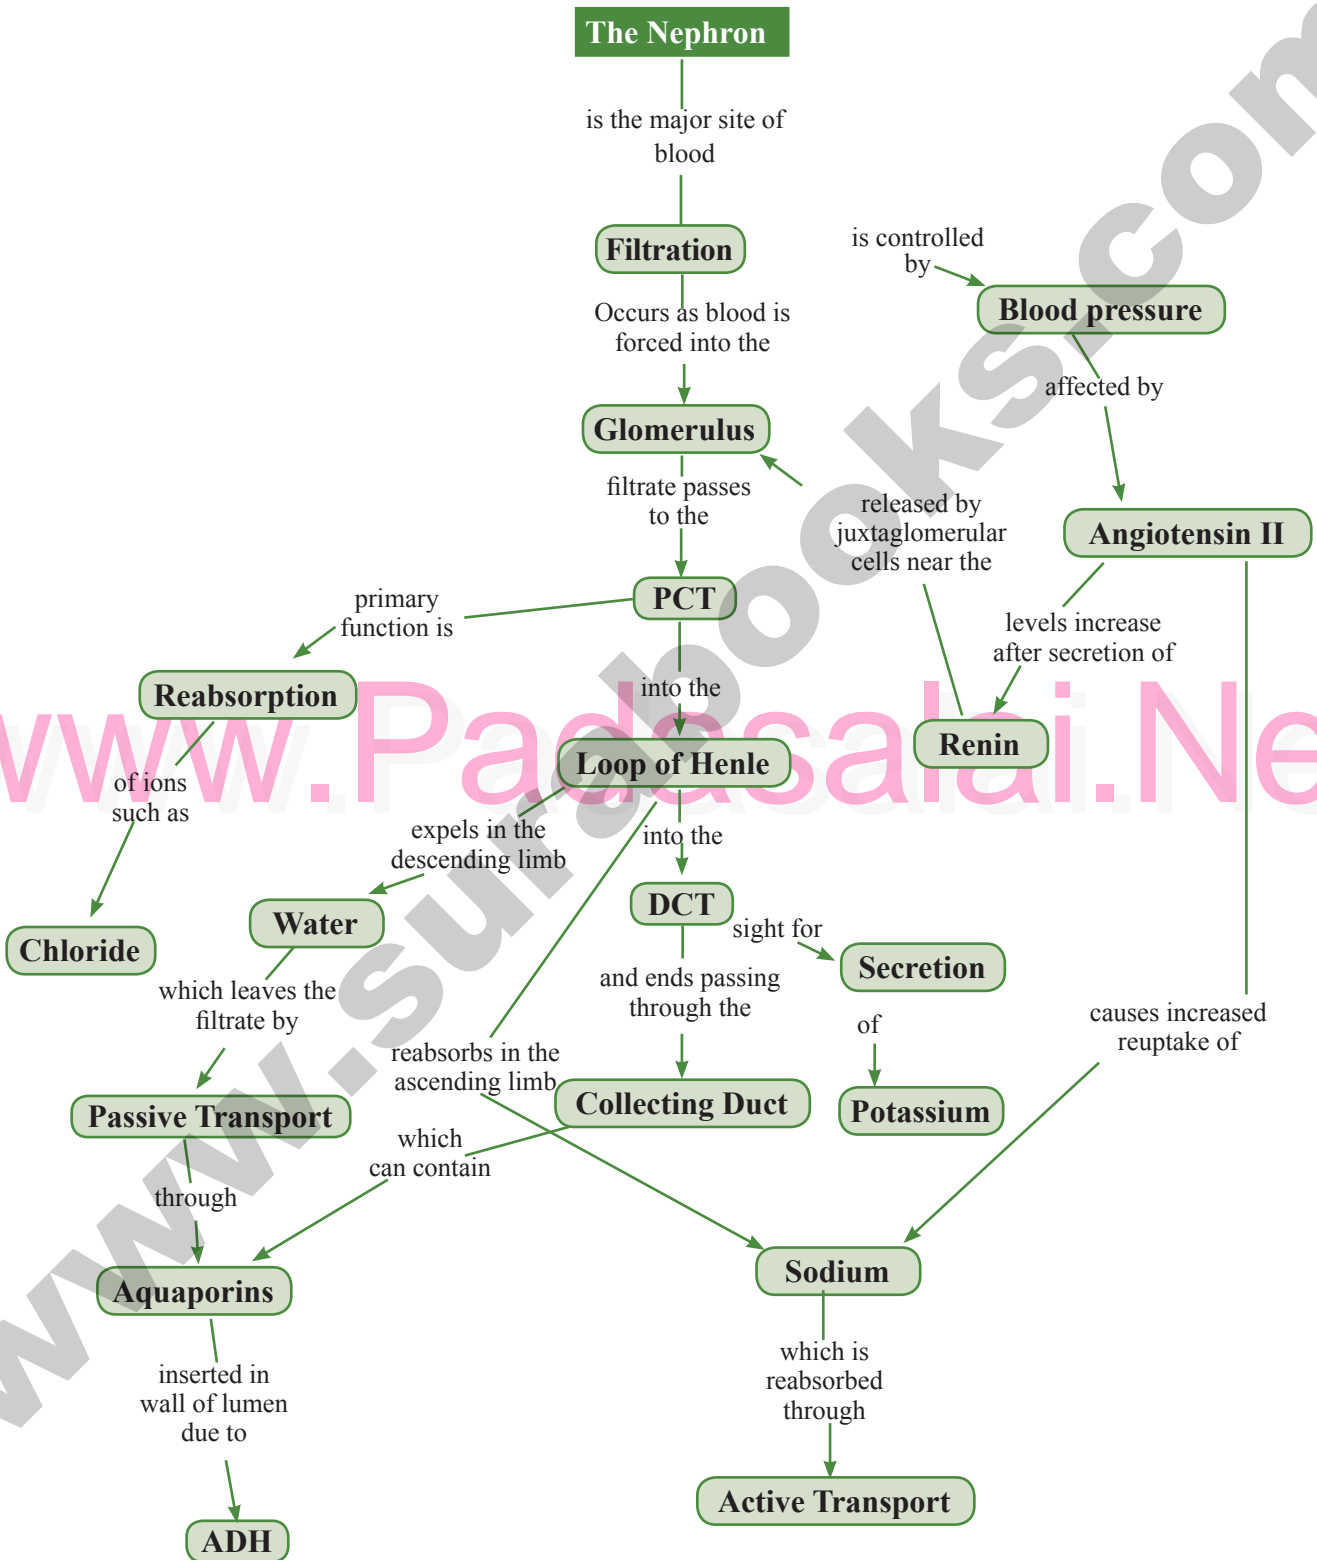 The Nephron
is the major site of
blood
Filtration
Occurs as blood is
forced into the
Glomerulus
filtrate passes
to the
PCT
primary
function is
Reabsorption
of ions
such as
Chloride
into the
Loop of Henle
expels in the
descending limb
Water
which leaves the
filtrate by
Passive Transport
through
Aquaporins
inserted in
wall of lumen
due to
ADH
into the
DCT
sight for
Secretion
of
Potassium
and ends passing
through the
Collecting Duct
which
can contain
reabsorbs in the
ascending limb
Sodium
which is
reabsorbed
through
Active Transport
is controlled
by
Blood pressure
affected by
Angiotensin II
levels increase
after secretion of
Renin
released by
juxtaglomerular
cells near the
causes increased
reuptake of
www.surabooks.com
www.Padasalai.Ne